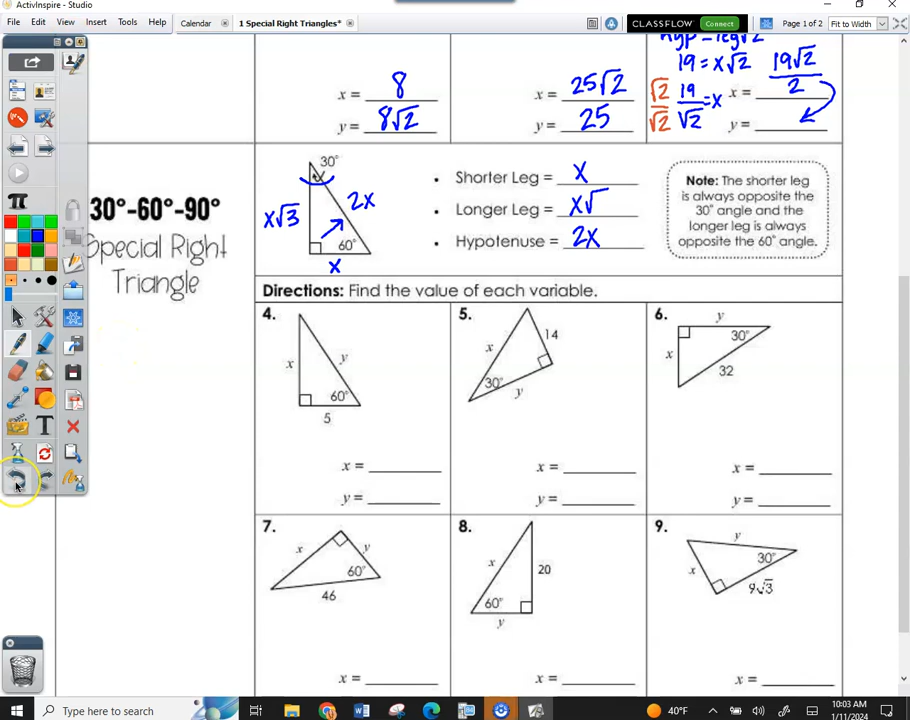 ActivInspire - Studio
File Edit View Insert Tools Help
Calendar
1 Special Right Triangles*
CLASSFLOW Connect
Page 1 of 2
Fit to Width
hyp = leg√2
19 = x√2
19√2
2
√2
√2
19
√2
= x
x = 8
y = 8√2
x = 25√2
y = 25
x =
y =
30°-60°-90°
Special Right
Triangle
30°
x√3
2x
60°
x
• Shorter Leg = x
• Longer Leg = x√
• Hypotenuse = 2x
Note: The shorter leg
is always opposite the
30° angle and the
longer leg is always
opposite the 60° angle.
Directions: Find the value of each variable.
4.
x
y
60°
5
x =
y =
5.
14
x
30°
y
x =
y =
6.
y
30°
x
32
x =
y =
7.
x
y
60°
46
x =
8.
x
20
60°
y
x =
9.
y
30°
x
9√3
x =
Type here to search
40°F
10:03 AM
1/11/2024